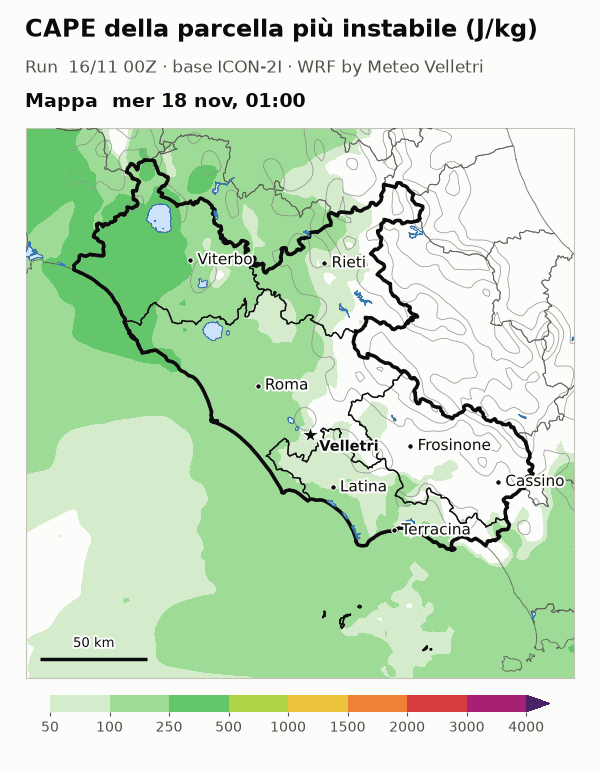 CAPE della parcella più instabile (J/kg)
Run 16/11 00Z · base ICON-2I · WRF by Meteo Velletri
Mappa mer 18 nov, 01:00
Viterbo
Rieti
Roma
Velletri
Frosinone
Cassino
Latina
Terracina
50 km
50 100 250 500 1000 1500 2000 3000 4000